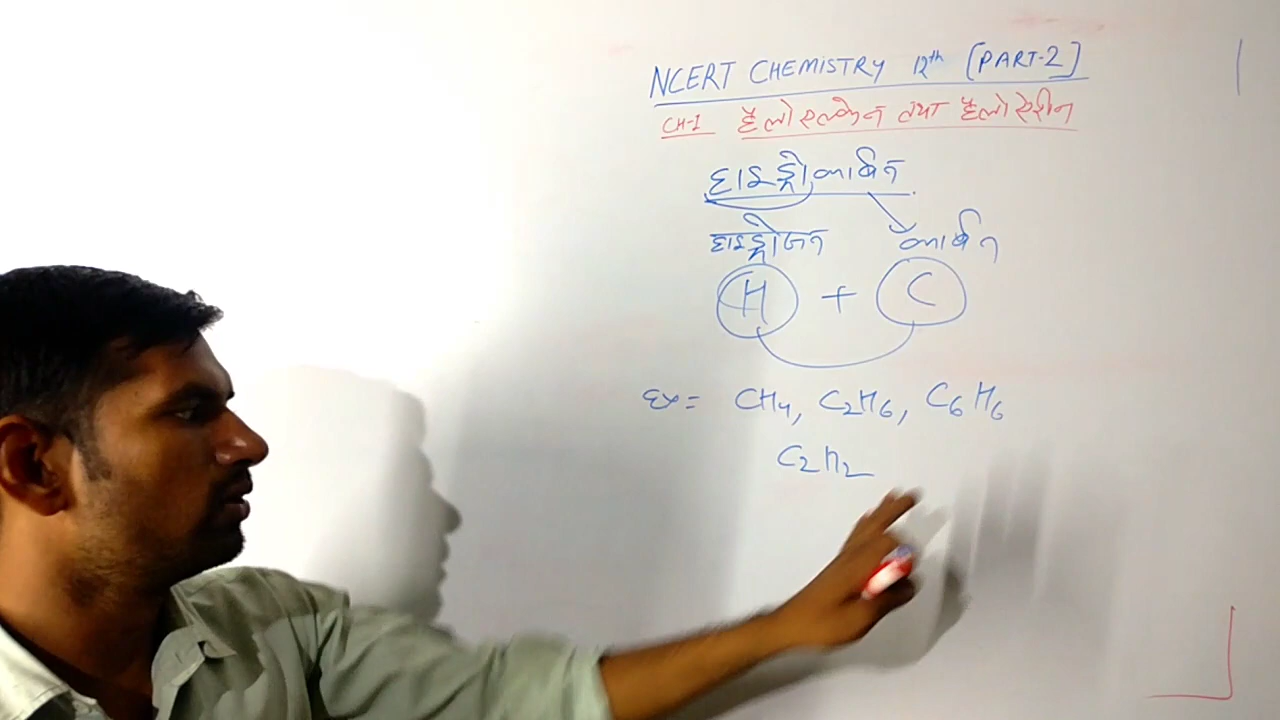 NCERT CHEMISTRY 12th [PART-2]
CH-1 हैलोएल्केन तथा हैलोऐरीन
हाइड्रोकार्बन
हाइड्रोजन कार्बन
H + C
Ex = CH4, C2H6, C6H6
C2H2